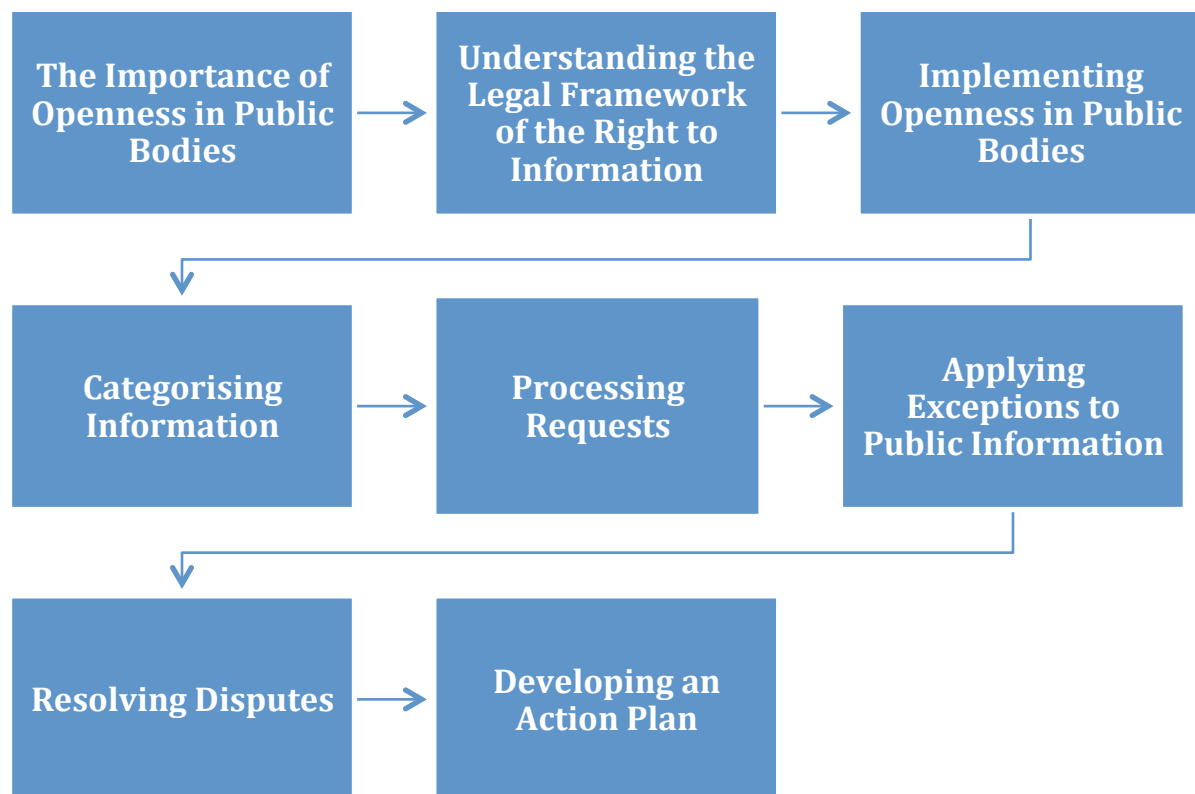 The Importance of
Openness in Public
Bodies
Understanding the
Legal Framework
of the Right to
Information
Implementing
Openness in Public
Bodies
Categorising
Information
Processing
Requests
Applying
Exceptions to
Public Information
Resolving Disputes
Developing an
Action Plan